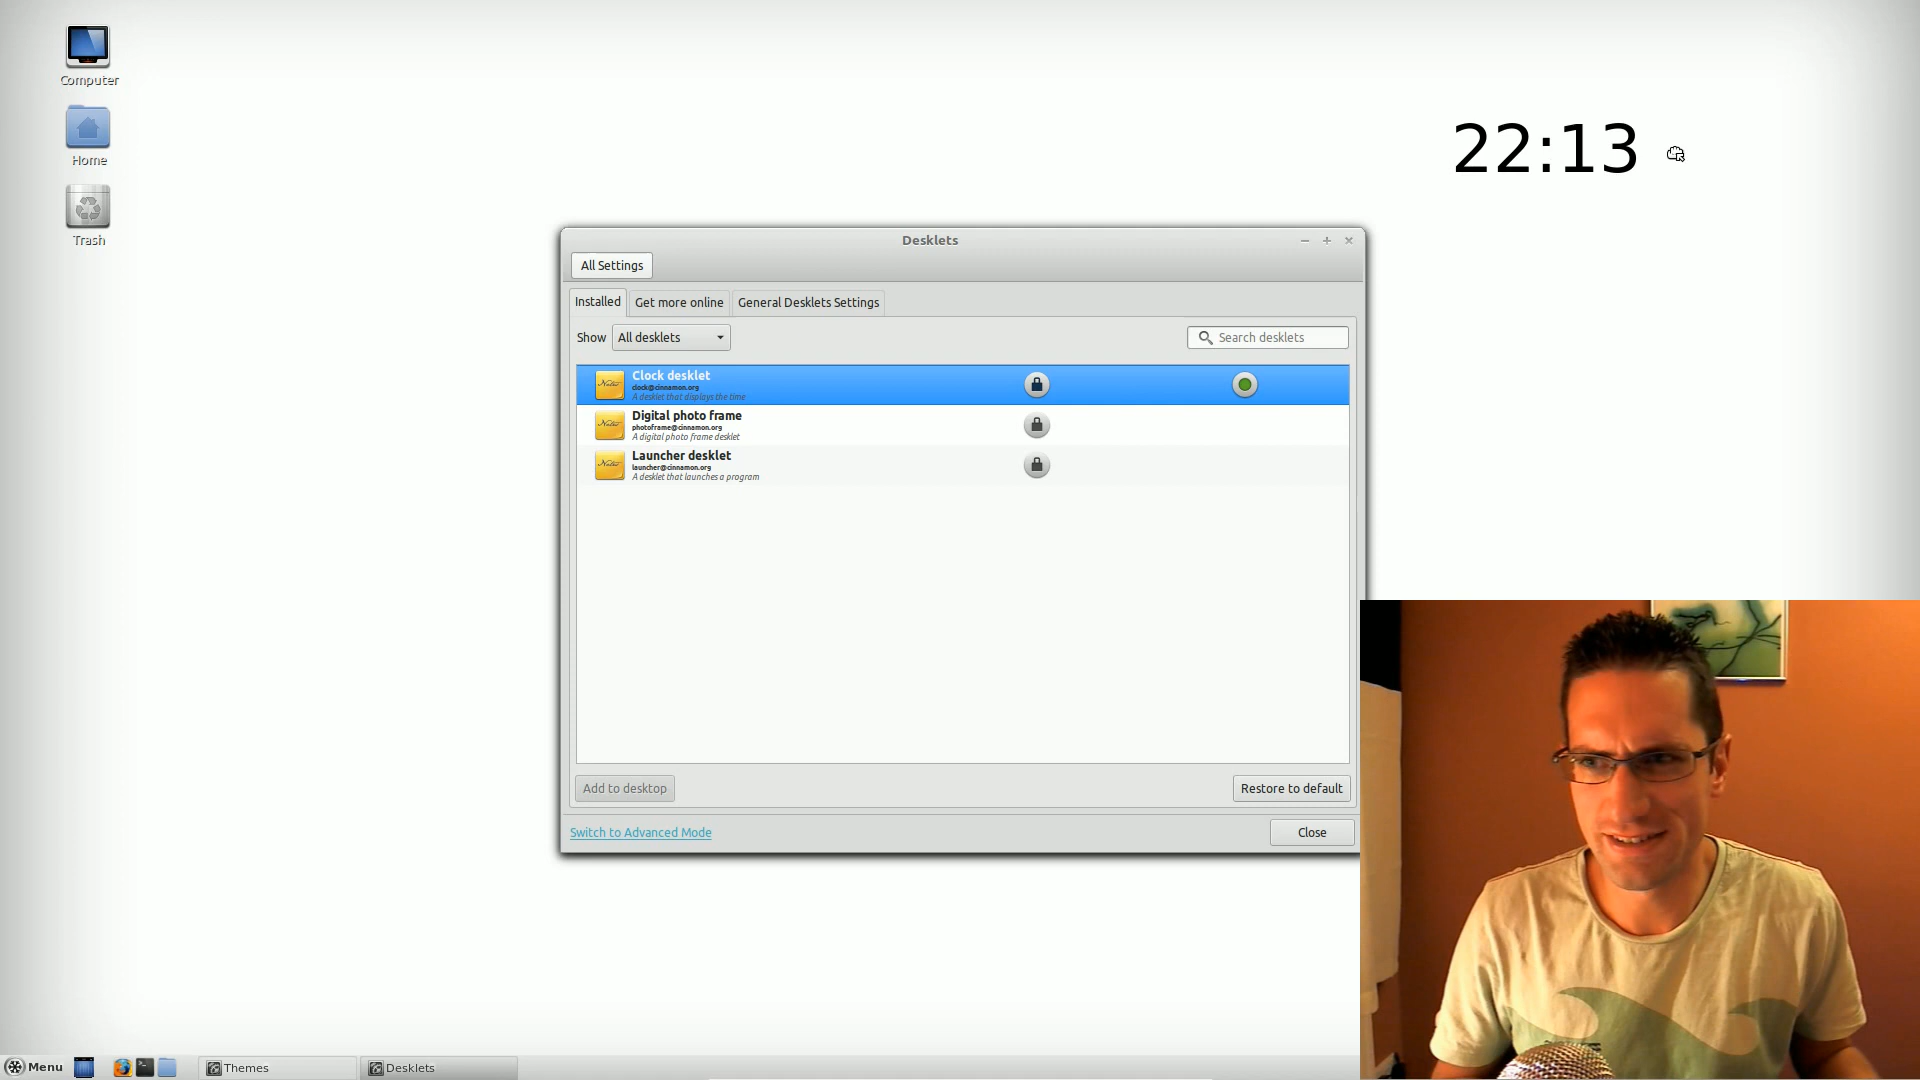 Computer
Home
Trash
22:13
Desklets
All Settings
Installed
Get more online
General Desklets Settings
Show
All desklets
Search desklets
Clock desklet
clock@cinnamon.org
A desklet that displays the time
Digital photo frame
photoframe@cinnamon.org
A digital photo frame desklet
Launcher desklet
launcher@cinnamon.org
A desklet that launches a program
Add to desktop
Restore to default
Switch to Advanced Mode
Close
Menu
Themes
Desklets